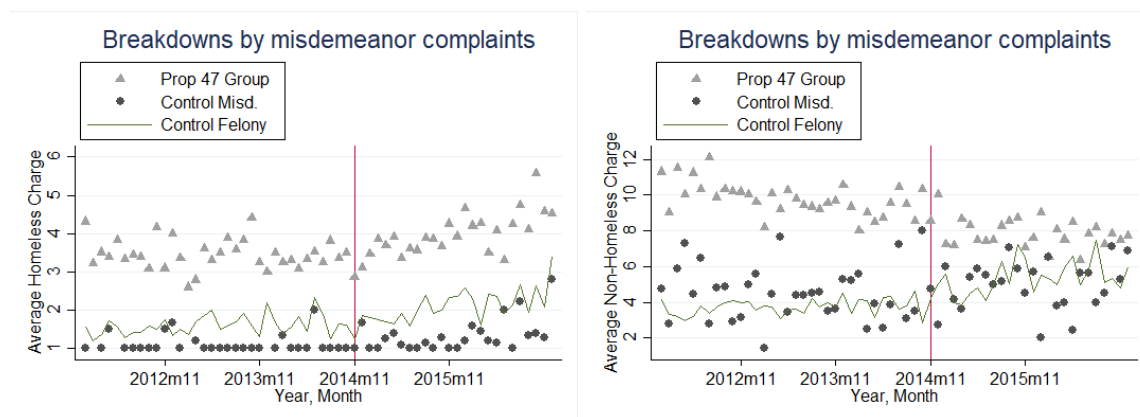 Breakdowns by misdemeanor complaints
Prop 47 Group
Control Misd.
Control Felony
Average Homeless Charge
6
5
4
3
2
1
2012m11 2013m11 2014m11 2015m11
Year, Month
Breakdowns by misdemeanor complaints
Prop 47 Group
Control Misd.
Control Felony
Average Non-Homeless Charge
12
10
8
6
4
2
2012m11 2013m11 2014m11 2015m11
Year, Month